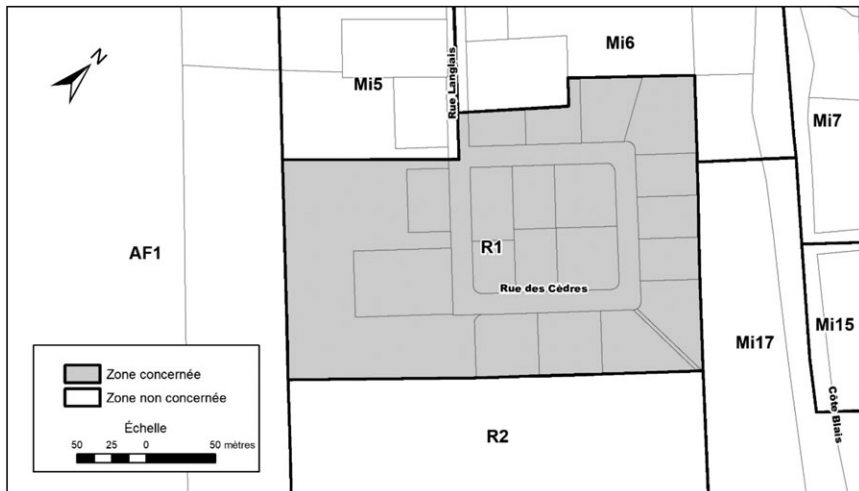 N
Mi5
Rue Langlais
Mi6
Mi7
AF1
R1
Rue des Cèdres
Mi17
Mi15
Côte Blais
R2
Zone concernée
Zone non concernée
Échelle
50 25 0 50 mètres